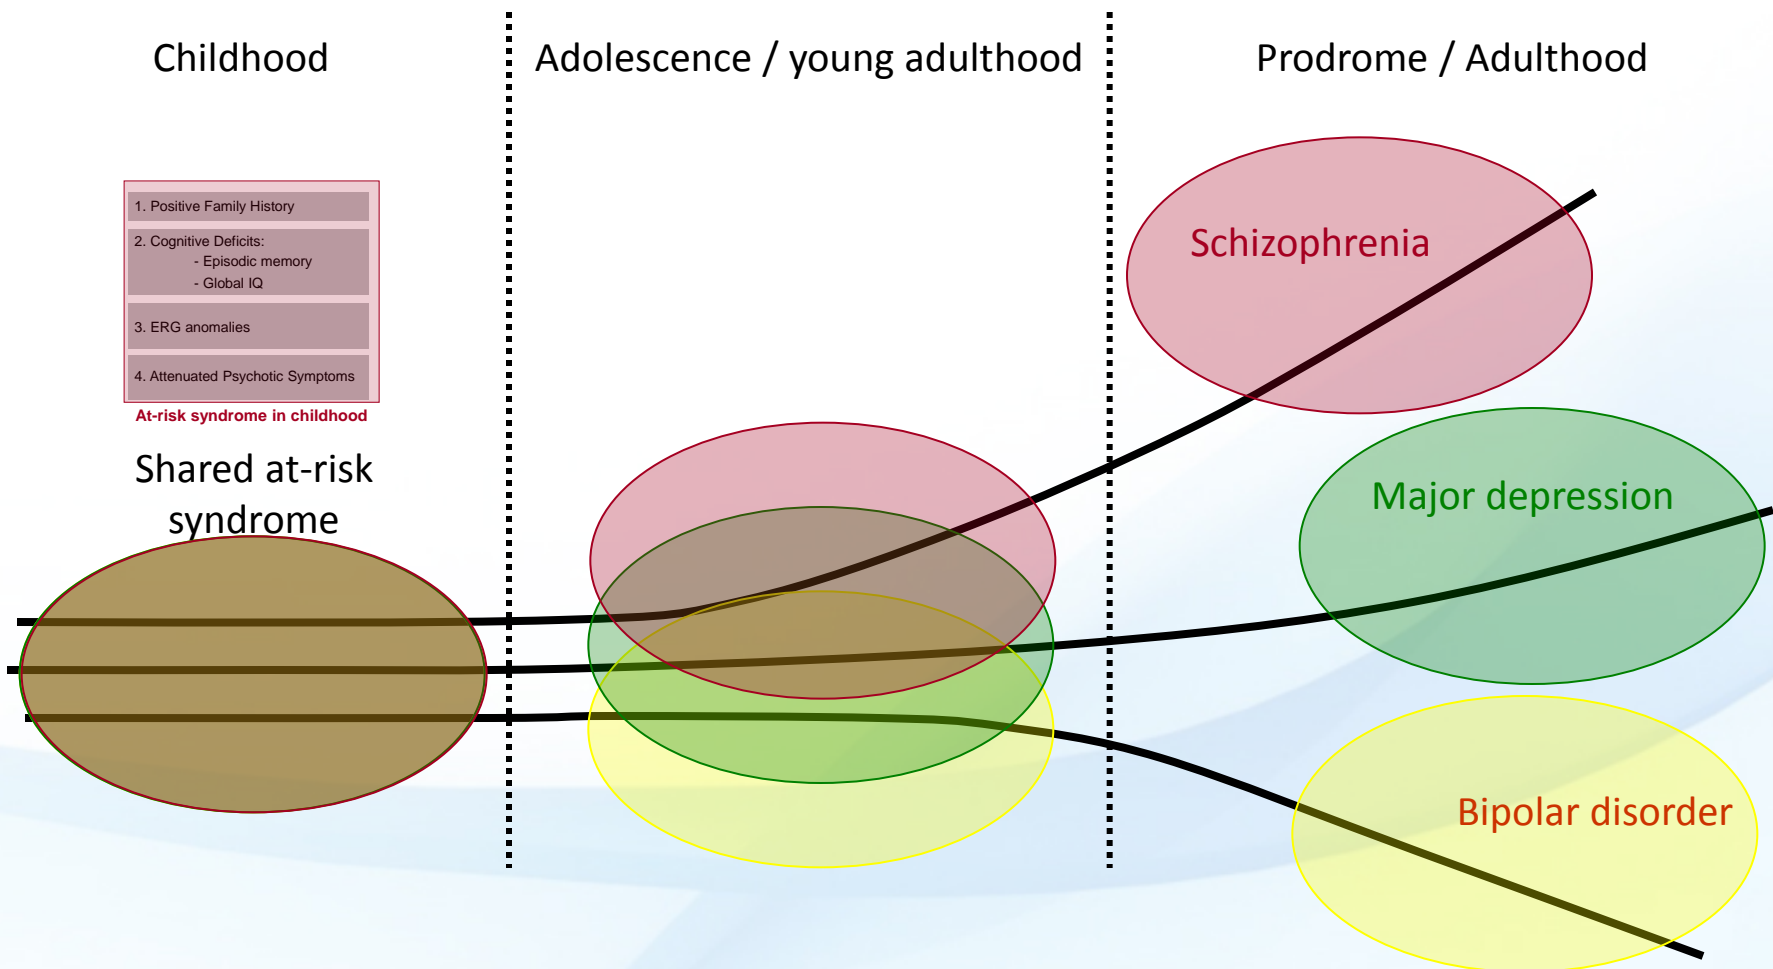 Childhood
Adolescence / young adulthood
Prodrome / Adulthood
1. Positive Family History
2. Cognitive Deficits:
- Episodic memory
- Global IQ
3. ERG anomalies
4. Attenuated Psychotic Symptoms
At-risk syndrome in childhood
Shared at-risk
syndrome
Schizophrenia
Major depression
Bipolar disorder